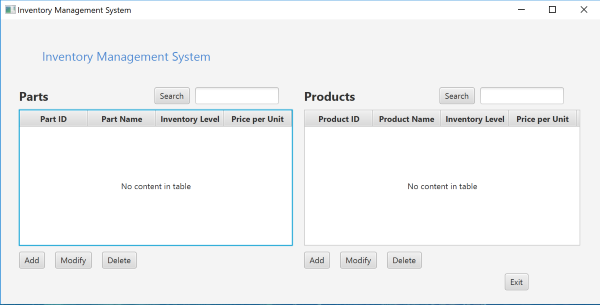 Inventory Management System
Inventory Management System
Parts Search Products Search
Part ID Part Name Inventory Level Price per Unit Product ID Product Name Inventory Level Price per Unit
No content in table No content in table
Add Modify Delete Add Modify Delete
Exit